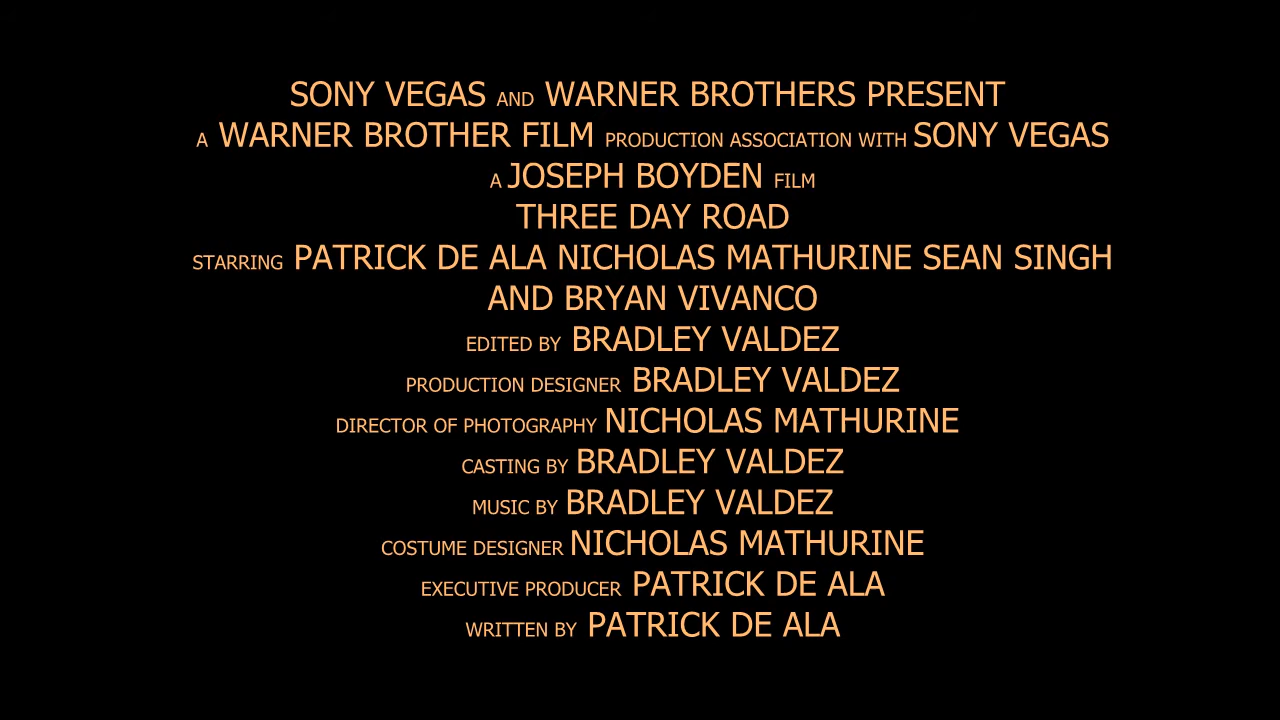 SONY VEGAS AND WARNER BROTHERS PRESENT
A WARNER BROTHER FILM PRODUCTION ASSOCIATION WITH SONY VEGAS
A JOSEPH BOYDEN FILM
THREE DAY ROAD
STARRING PATRICK DE ALA NICHOLAS MATHURINE SEAN SINGH
AND BRYAN VIVANCO
EDITED BY BRADLEY VALDEZ
PRODUCTION DESIGNER BRADLEY VALDEZ
DIRECTOR OF PHOTOGRAPHY NICHOLAS MATHURINE
CASTING BY BRADLEY VALDEZ
MUSIC BY BRADLEY VALDEZ
COSTUME DESIGNER NICHOLAS MATHURINE
EXECUTIVE PRODUCER PATRICK DE ALA
WRITTEN BY PATRICK DE ALA